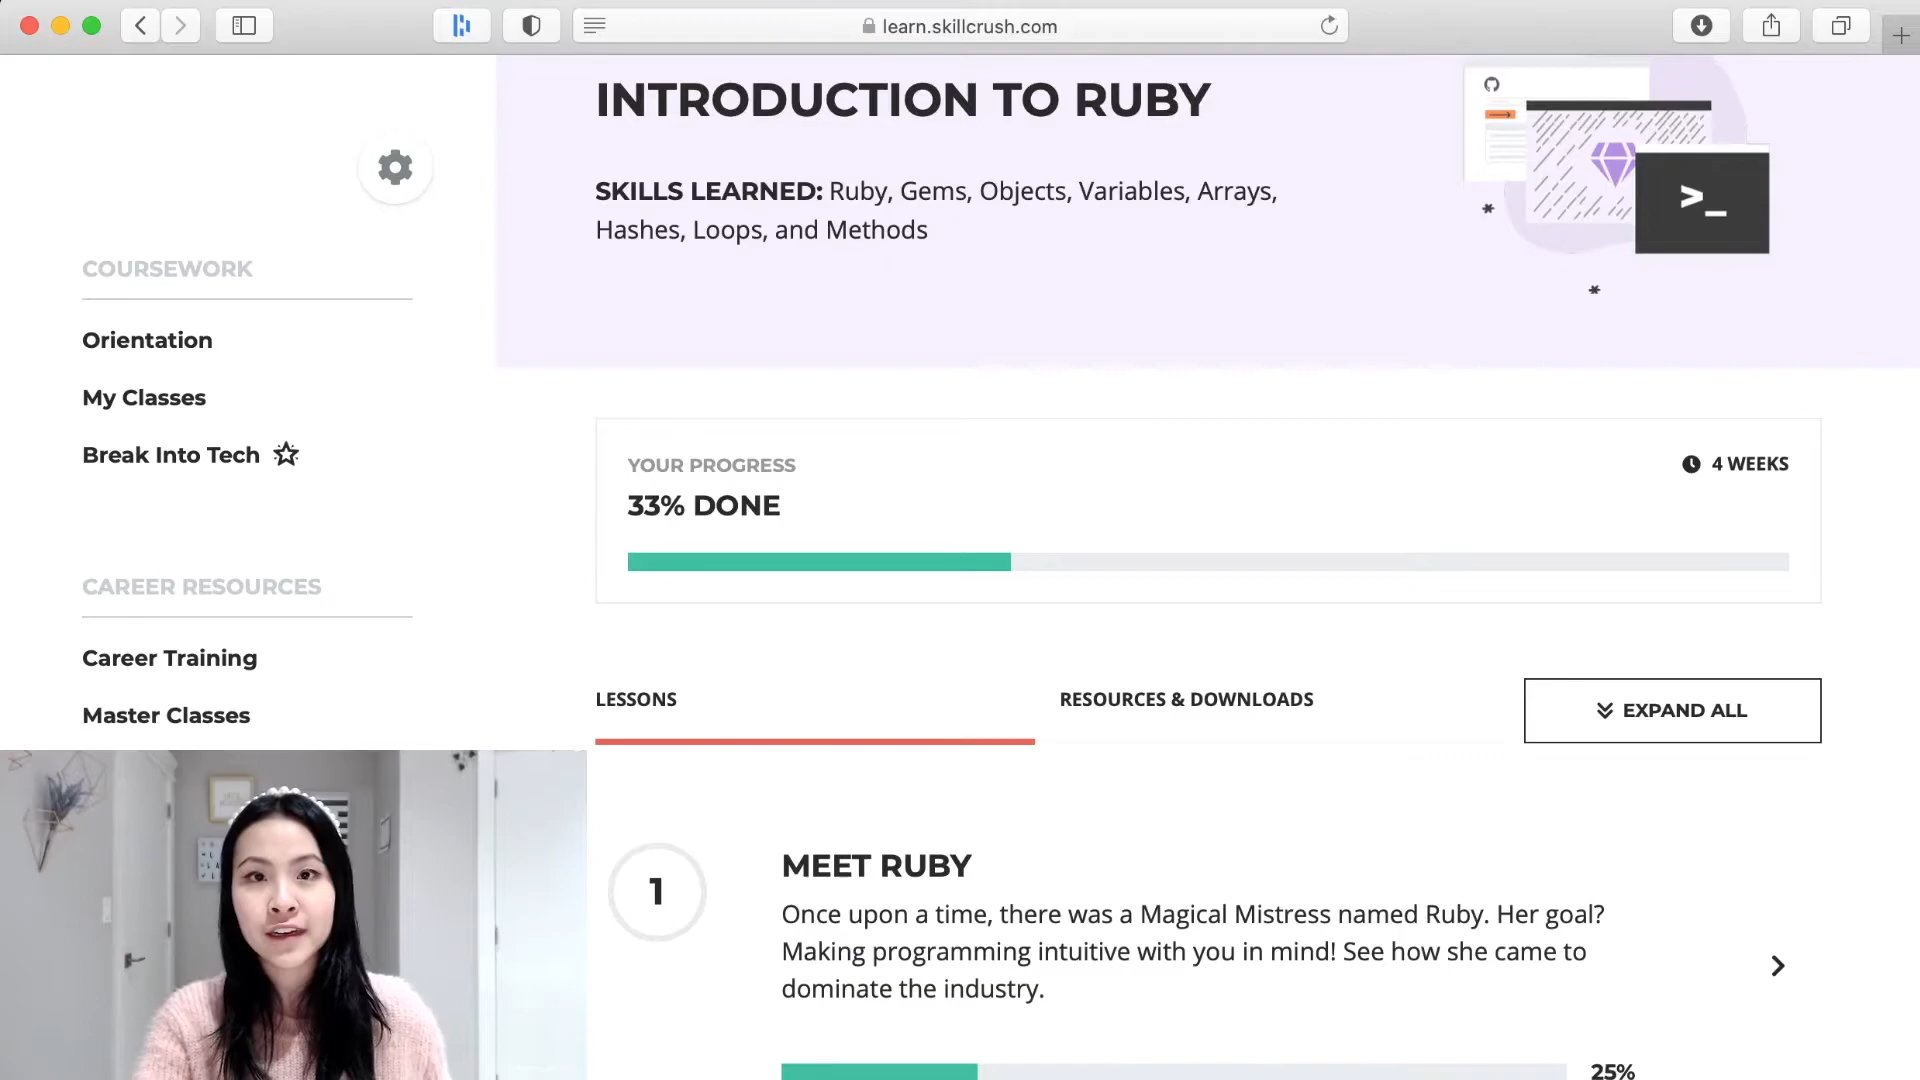 learn.skillcrush.com
INTRODUCTION TO RUBY
SKILLS LEARNED: Ruby, Gems, Objects, Variables, Arrays,
Hashes, Loops, and Methods
>_
COURSEWORK
Orientation
My Classes
Break Into Tech
CAREER RESOURCES
Career Training
Master Classes
YOUR PROGRESS
4 WEEKS
33% DONE
LESSONS
RESOURCES & DOWNLOADS
EXPAND ALL
1
MEET RUBY
Once upon a time, there was a Magical Mistress named Ruby. Her goal?
Making programming intuitive with you in mind! See how she came to
dominate the industry.
25%